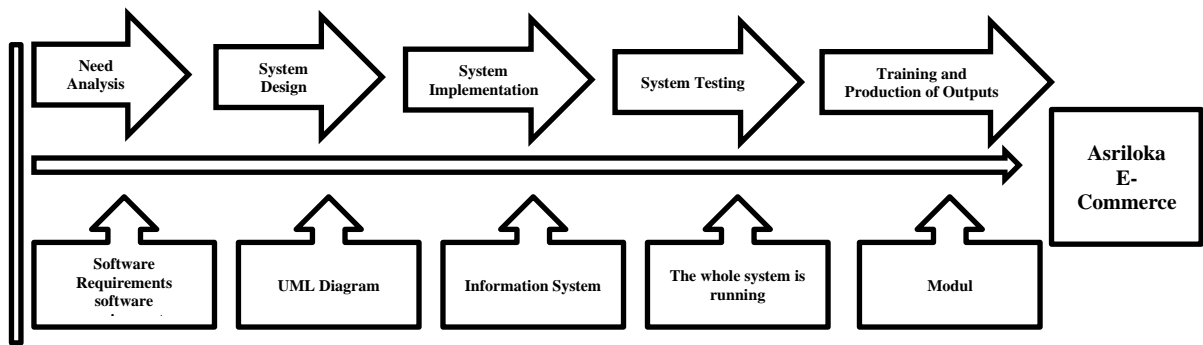 Need
Analysis
System
Design
System
Implementation
System Testing
Training and
Production of Outputs
Asriloka
E-
Commerce
Software
Requirements
software
UML Diagram
Information System
The whole system is
running
Modul